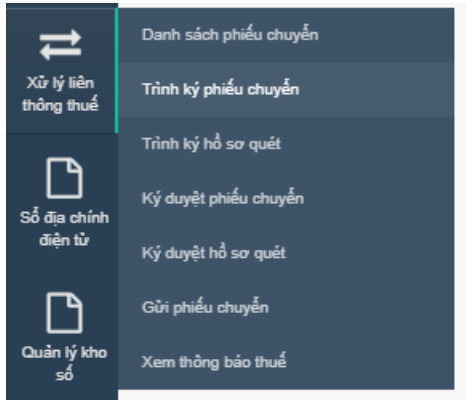 Xử lý liên
thông thuế
Sổ địa chính
điện tử
Quản lý kho
số
Danh sách phiếu chuyển
Trình ký phiếu chuyển
Trình ký hồ sơ quét
Ký duyệt phiếu chuyển
Ký duyệt hồ sơ quét
Gửi phiếu chuyển
Xem thông báo thuế